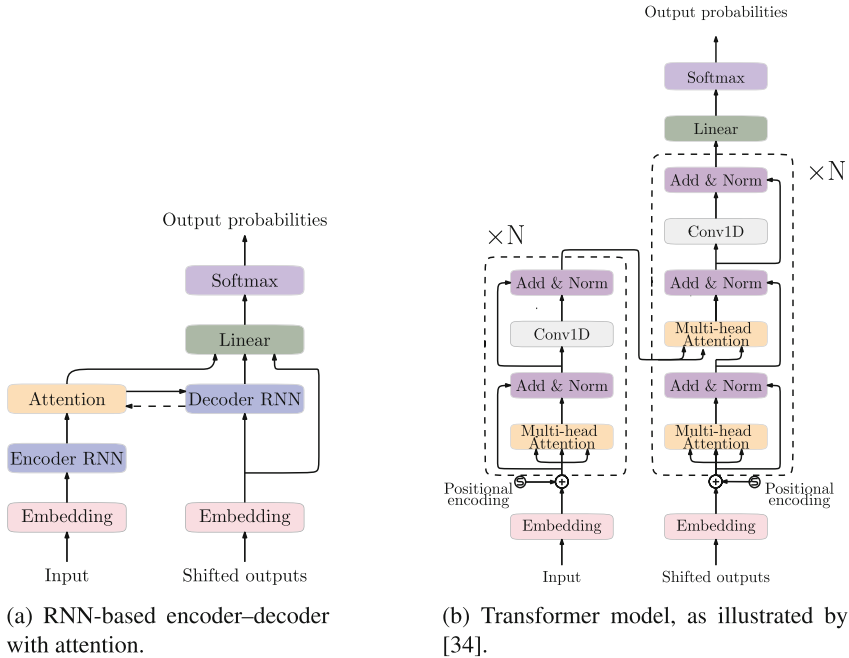 Output probabilities
Softmax
Linear
Attention
Decoder RNN
Encoder RNN
Embedding
Embedding
Input
Shifted outputs
(a) RNN-based encoder–decoder
with attention.
Output probabilities
Softmax
Linear
×N
Add & Norm
Conv1D
Add & Norm
Multi-head
Attention
Add & Norm
Multi-head
Attention
Positional
encoding
Embedding
Shifted outputs
×N
Add & Norm
Conv1D
Add & Norm
Multi-head
Attention
Positional
encoding
Embedding
Input
(b) Transformer model, as illustrated by
[34].